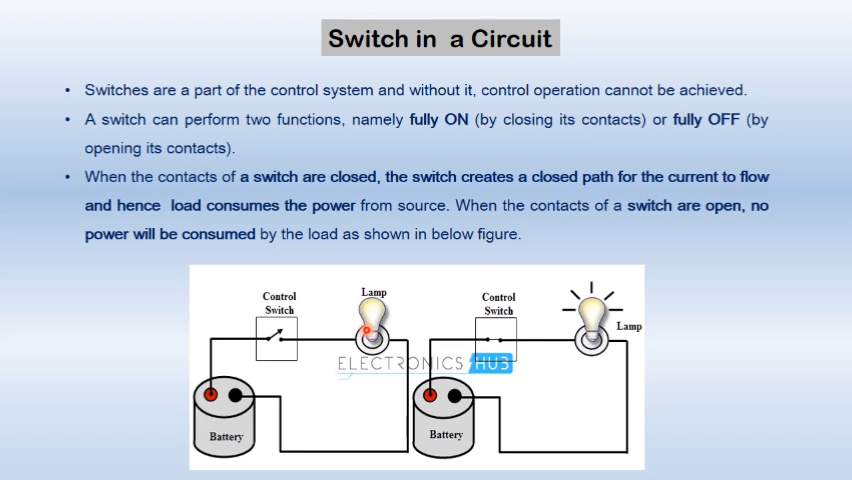 Switch in a Circuit
• Switches are a part of the control system and without it, control operation cannot be achieved.
• A switch can perform two functions, namely fully ON (by closing its contacts) or fully OFF (by
opening its contacts).
• When the contacts of a switch are closed, the switch creates a closed path for the current to flow
and hence load consumes the power from source. When the contacts of a switch are open, no
power will be consumed by the load as shown in below figure.
Control
Switch
Lamp
Battery
Control
Switch
Lamp
Battery
ELECTRONICS HUB